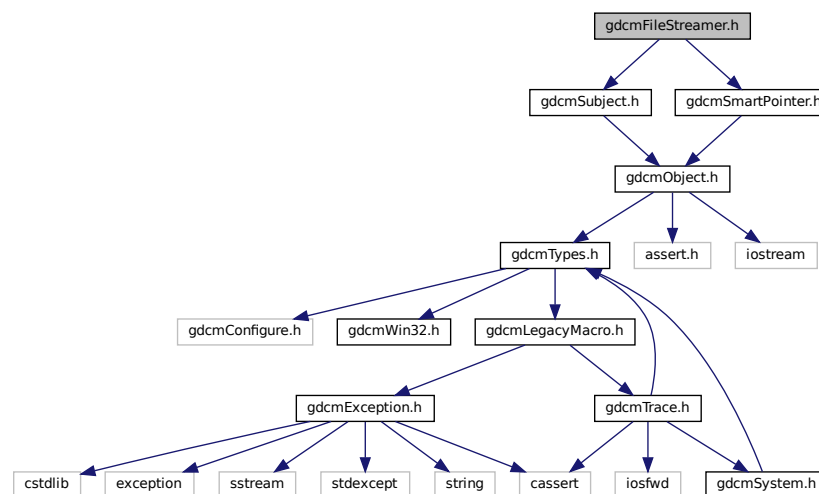 gdcmFileStreamer.h
gdcmSubject.h
gdcmSmartPointer.h
gdcmObject.h
gdcmTypes.h
assert.h
iostream
gdcmConfigure.h
gdcmWin32.h
gdcmLegacyMacro.h
gdcmException.h
gdcmTrace.h
cstdlib
exception
sstream
stdexcept
string
cassert
iosfwd
gdcmSystem.h